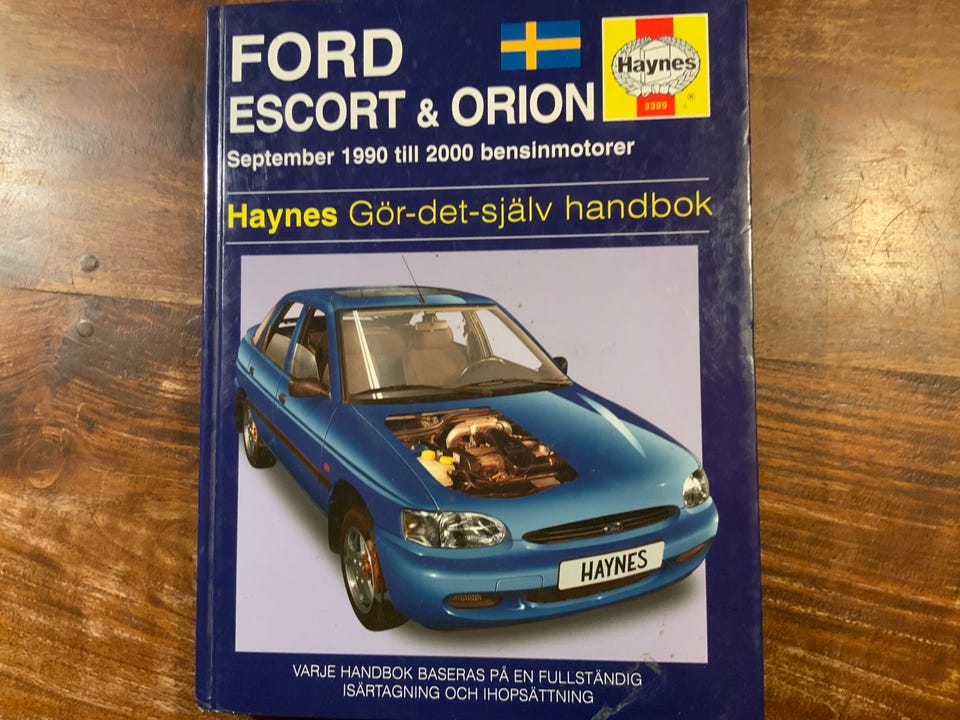 FORD
ESCORT & ORION
Haynes
®
3389
September 1990 till 2000 bensinmotorer
Haynes Gör-det-själv handbok
HAYNES
VARJE HANDBOK BASERAS PÅ EN FULLSTÄNDIG
ISÄRTAGNING OCH IHOPSÄTTNING